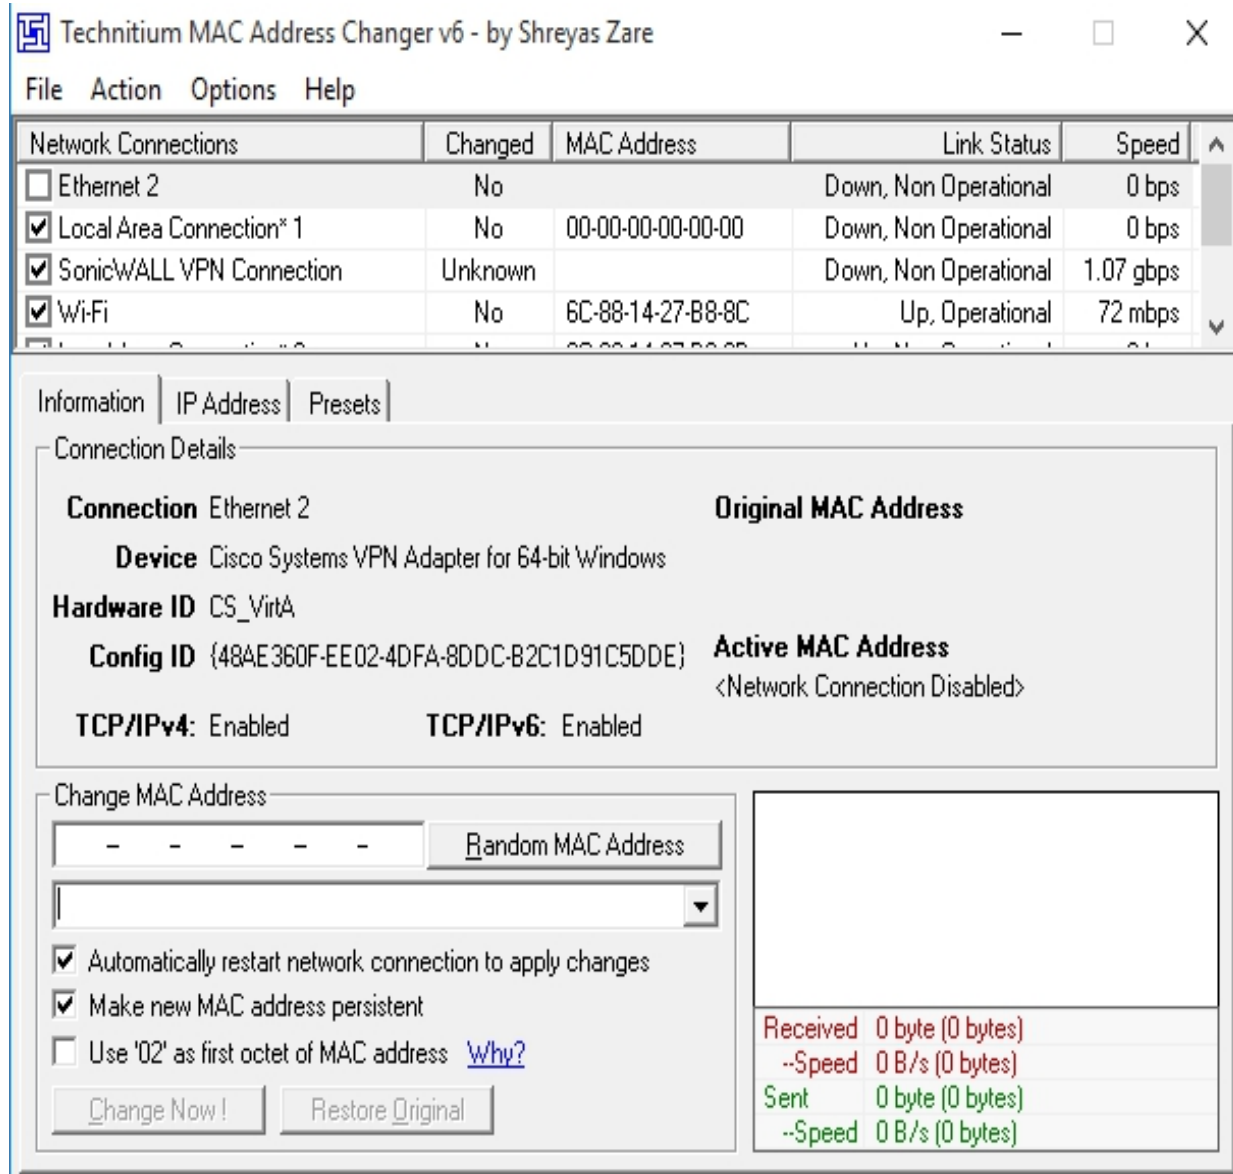 Technitium MAC Address Changer v6 - by Shreyas Zare
File Action Options Help
Network Connections Changed MAC Address Link Status Speed
Ethernet 2 No Down, Non Operational 0 bps
Local Area Connection* 1 No 00-00-00-00-00-00 Down, Non Operational 0 bps
SonicWALL VPN Connection Unknown Down, Non Operational 1.07 gbps
Wi-Fi No 6C-88-14-27-B8-8C Up, Operational 72 mbps
Information IP Address Presets
Connection Details
Connection Ethernet 2 Original MAC Address
Device Cisco Systems VPN Adapter for 64-bit Windows
Hardware ID CS_VirtA
Config ID {48AE360F-EE02-4DFA-8DDC-B2C1D91C5DDE} Active MAC Address
<Network Connection Disabled>
TCP/IPv4: Enabled TCP/IPv6: Enabled
Change MAC Address
- - - - - Random MAC Address
Automatically restart network connection to apply changes
Make new MAC address persistent
Use '02' as first octet of MAC address Why?
Change Now ! Restore Original
Received 0 byte (0 bytes)
--Speed 0 B/s (0 bytes)
Sent 0 byte (0 bytes)
--Speed 0 B/s (0 bytes)